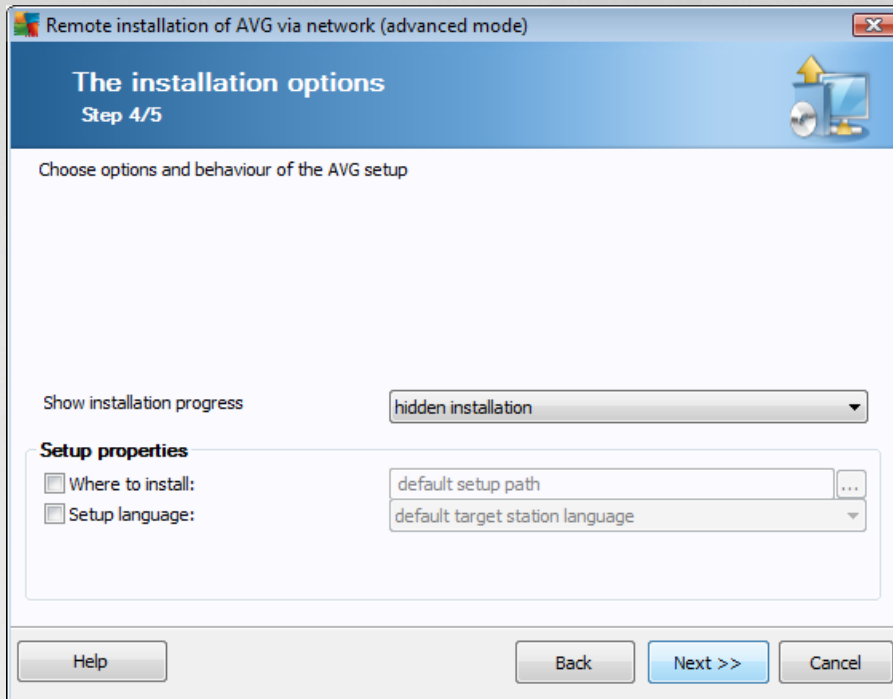 Remote installation of AVG via network (advanced mode)
The installation options
Step 4/5
Choose options and behaviour of the AVG setup
Show installation progress
hidden installation
Setup properties
Where to install:
default setup path
...
Setup language:
default target station language
Help
Back
Next >>
Cancel